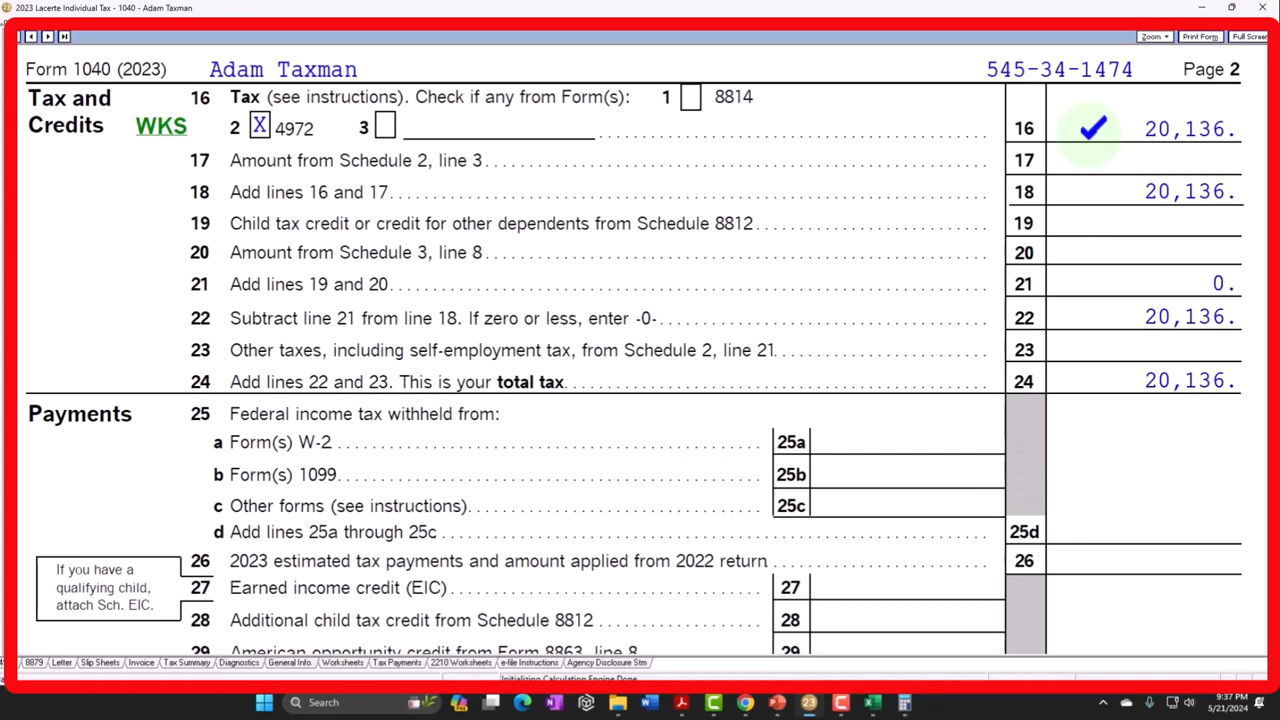 2023 Lacerte Individual Tax - 1040 - Adam Taxman
Zoom Print Form Full Screen
Form 1040 (2023) Adam Taxman 545-34-1474 Page 2
Tax and Credits WKS
16 Tax (see instructions). Check if any from Form(s): 1 8814
2 X 4972 3 16 20,136.
17 Amount from Schedule 2, line 3 17
18 Add lines 16 and 17 18 20,136.
19 Child tax credit or credit for other dependents from Schedule 8812 19
20 Amount from Schedule 3, line 8 20
21 Add lines 19 and 20 21 0.
22 Subtract line 21 from line 18. If zero or less, enter -0- 22 20,136.
23 Other taxes, including self-employment tax, from Schedule 2, line 21 23
24 Add lines 22 and 23. This is your total tax 24 20,136.
Payments 25 Federal income tax withheld from:
a Form(s) W-2 25a
b Form(s) 1099 25b
c Other forms (see instructions) 25c
d Add lines 25a through 25c 25d
26 2023 estimated tax payments and amount applied from 2022 return 26
If you have a
qualifying child,
attach Sch. EIC.
27 Earned income credit (EIC) 27
28 Additional child tax credit from Schedule 8812 28
29 American opportunity credit from Form 8863, line 8 29
8879 Letter Slip Sheets Invoice Tax Summary Diagnostics General Info. Worksheets Tax Payments 2210 Worksheets e-file Instructions Agency Disclosure Stm
Initializing Calculation Engine Done.
Search
23
9:37 PM
5/21/2024